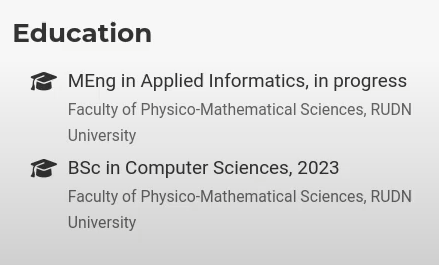 Education
MEng in Applied Informatics, in progress
Faculty of Physico-Mathematical Sciences, RUDN
University
BSc in Computer Sciences, 2023
Faculty of Physico-Mathematical Sciences, RUDN
University